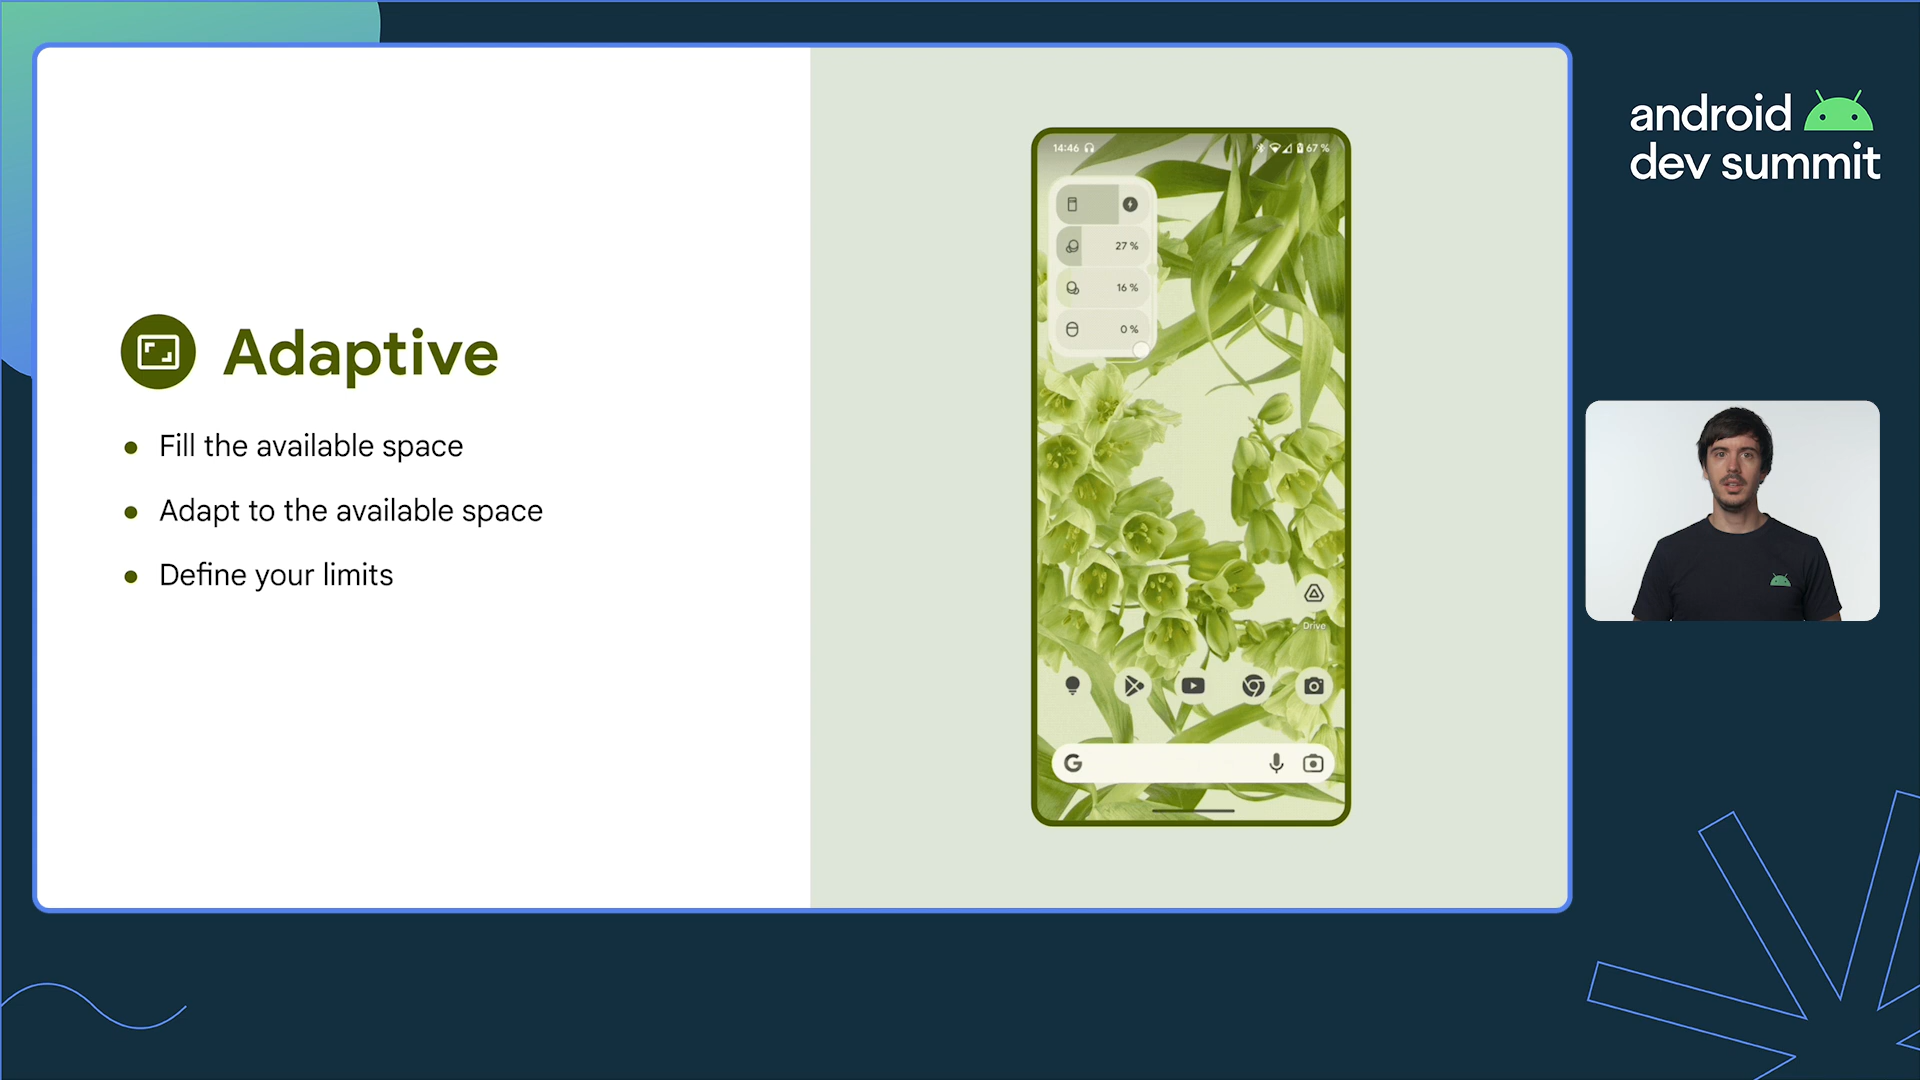 Adaptive
Fill the available space
Adapt to the available space
Define your limits
14:46
67 %
27 %
16 %
0 %
Drive
G
android
dev summit